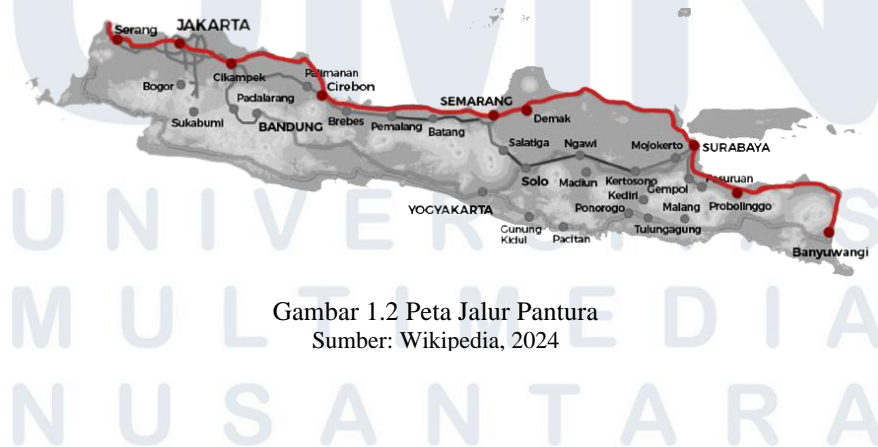 UMN
Serang
JAKARTA
Cikampek
Palimanan
Cirebon
Bogor
Padalarang
Sukabumi
BANDUNG
Brebes
Pemalang
Batang
SEMARANG
Demak
Salatiga
Ngawi
Mojokerto
SURABAYA
Solo
Madiun
Kertosono
Kediri
Gempol
Pasuruan
Probolinggo
YOGYAKARTA
Ponorogo
Malang
Gunung
Kidul
Pacitan
Tulungagung
Banyuwangi
UNIVERSITAS
MULTIMEDIA
NUSANTARA
Gambar 1.2 Peta Jalur Pantura
Sumber: Wikipedia, 2024